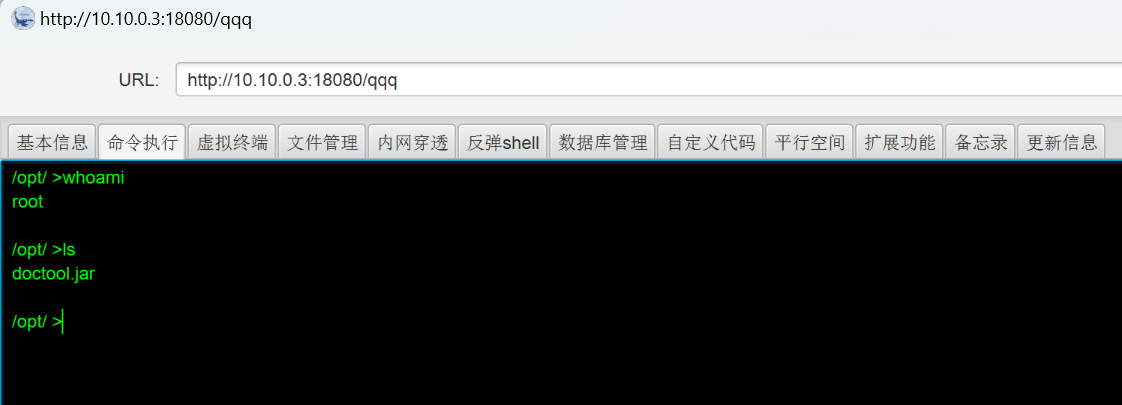 http://10.10.0.3:18080/qqq
URL: http://10.10.0.3:18080/qqq
基本信息 命令执行 虚拟终端 文件管理 内网穿透 反弹shell 数据库管理 自定义代码 平行空间 扩展功能 备忘录 更新信息
/opt/ >whoami
root
/opt/ >ls
doctool.jar
/opt/ >